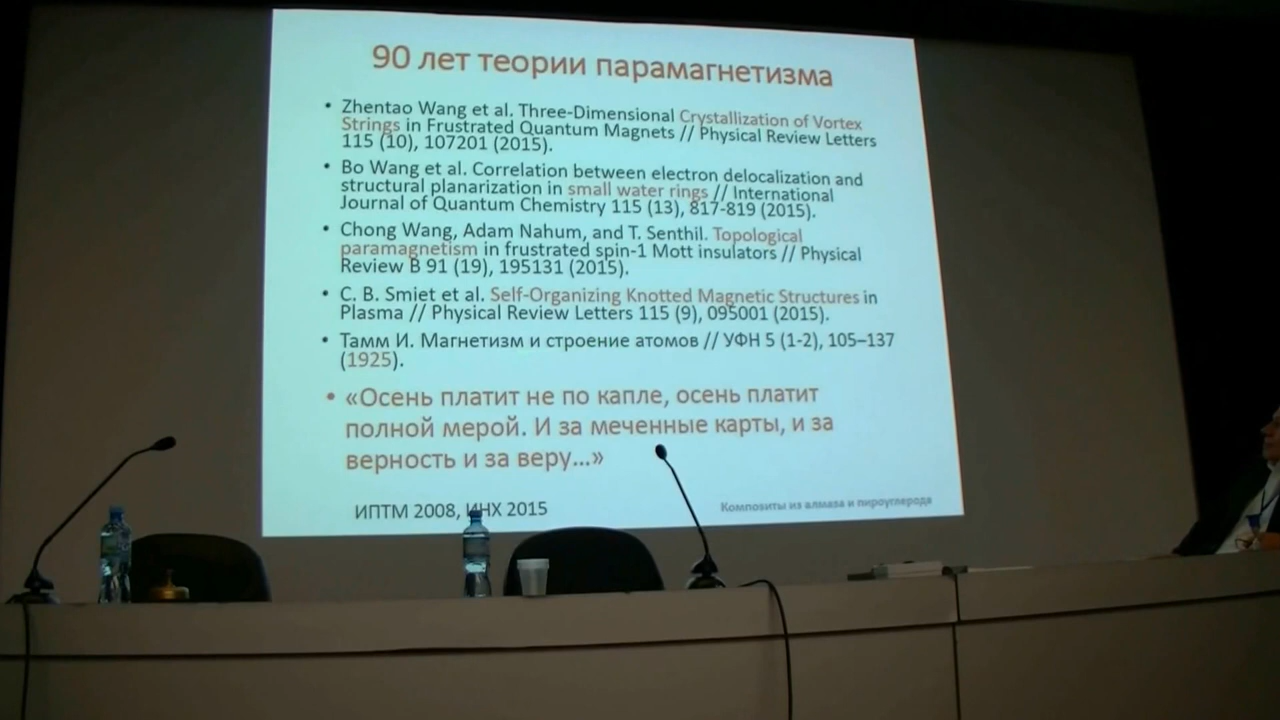 90 лет теории парамагнетизма
• Zhentao Wang et al. Three-Dimensional Crystallization of Vortex
Strings in Frustrated Quantum Magnets // Physical Review Letters
115 (10), 107201 (2015).
• Bo Wang et al. Correlation between electron delocalization and
structural planarization in small water rings // International
Journal of Quantum Chemistry 115 (13), 817-819 (2015).
• Chong Wang, Adam Nahum, and T. Senthil. Topological
paramagnetism in frustrated spin-1 Mott insulators // Physical
Review B 91 (19), 195131 (2015).
• C. B. Smiet et al. Self-Organizing Knotted Magnetic Structures in
Plasma // Physical Review Letters 115 (9), 095001 (2015).
• Тамм И. Магнетизм и строение атомов // УФН 5 (1-2), 105–137
(1925).
• «Осень платит не по капле, осень платит
полной мерой. И за меченные карты, и за
верность и за веру...»
ИПТМ 2008, ИНХ 2015
Композиты из алмаза и пироуглерода